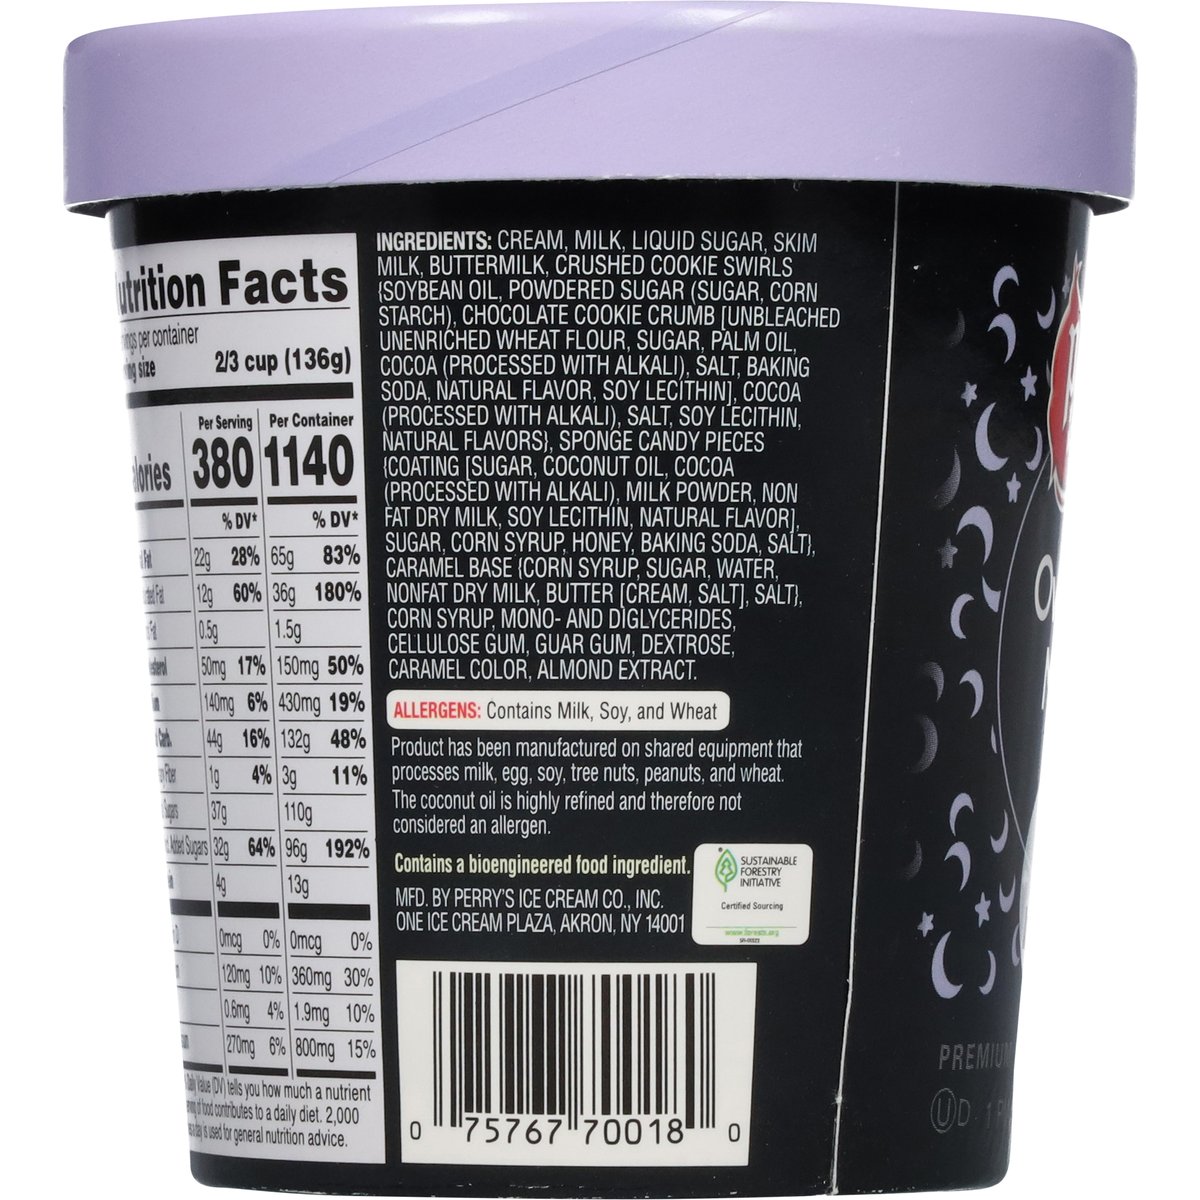 Nutrition Facts
per container
size 2/3 cup (136g)
Per Serving Per Container
Calories 380 1140
% DV* % DV*
Fat 22g 28% 65g 83%
Fat 12g 60% 36g 180%
Fat 0.5g 1.5g
50mg 17% 150mg 50%
140mg 6% 430mg 19%
Carb. 44g 16% 132g 48%
Fiber 1g 4% 3g 11%
Sugars 37g 110g
Added Sugars 32g 64% 96g 192%
4g 13g
D 0mcg 0% 0mcg 0%
120mg 10% 360mg 30%
0.6mg 4% 1.9mg 10%
270mg 6% 800mg 15%
Daily Value (DV) tells you how much a nutrient
of food contributes to a daily diet. 2,000
a day is used for general nutrition advice.
INGREDIENTS: CREAM, MILK, LIQUID SUGAR, SKIM
MILK, BUTTERMILK, CRUSHED COOKIE SWIRLS
{SOYBEAN OIL, POWDERED SUGAR (SUGAR, CORN
STARCH), CHOCOLATE COOKIE CRUMB [UNBLEACHED
UNENRICHED WHEAT FLOUR, SUGAR, PALM OIL,
COCOA (PROCESSED WITH ALKALI), SALT, BAKING
SODA, NATURAL FLAVOR, SOY LECITHIN], COCOA
(PROCESSED WITH ALKALI), SALT, SOY LECITHIN,
NATURAL FLAVORS}, SPONGE CANDY PIECES
{COATING [SUGAR, COCONUT OIL, COCOA
(PROCESSED WITH ALKALI), MILK POWDER, NON
FAT DRY MILK, SOY LECITHIN, NATURAL FLAVOR],
SUGAR, CORN SYRUP, HONEY, BAKING SODA, SALT},
CARAMEL BASE {CORN SYRUP, SUGAR, WATER,
NONFAT DRY MILK, BUTTER [CREAM, SALT], SALT},
CORN SYRUP, MONO- AND DIGLYCERIDES,
CELLULOSE GUM, GUAR GUM, DEXTROSE,
CARAMEL COLOR, ALMOND EXTRACT.
ALLERGENS: Contains Milk, Soy, and Wheat
Product has been manufactured on shared equipment that
processes milk, egg, soy, tree nuts, peanuts, and wheat.
The coconut oil is highly refined and therefore not
considered an allergen.
Contains a bioengineered food ingredient.
MFD. BY PERRY'S ICE CREAM CO., INC.
ONE ICE CREAM PLAZA, AKRON, NY 14001
SUSTAINABLE
FORESTRY
INITIATIVE
Certified Sourcing
www.forests.org
0 75767 70018 0
PREMIUM
U D 1 P